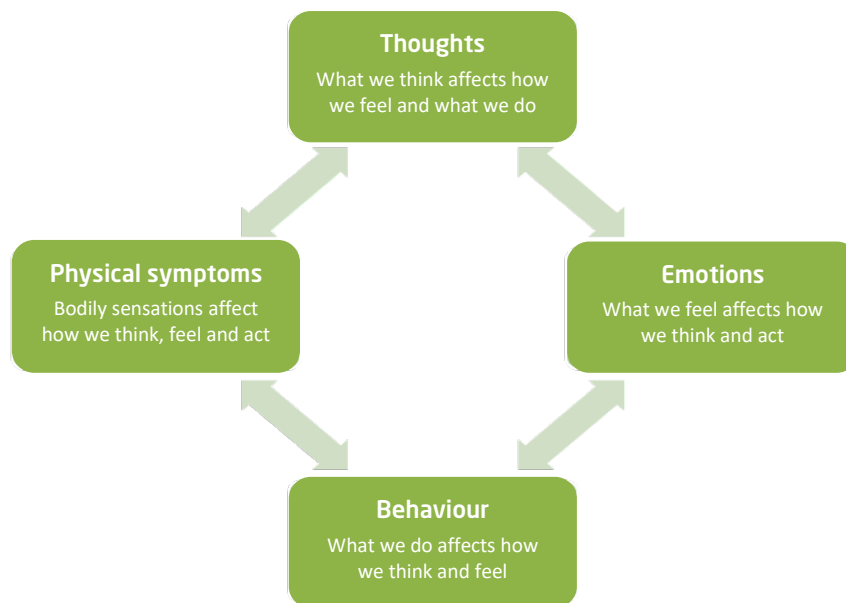 Thoughts
What we think affects how
we feel and what we do
Physical symptoms
Bodily sensations affect
how we think, feel and act
Emotions
What we feel affects how
we think and act
Behaviour
What we do affects how
we think and feel